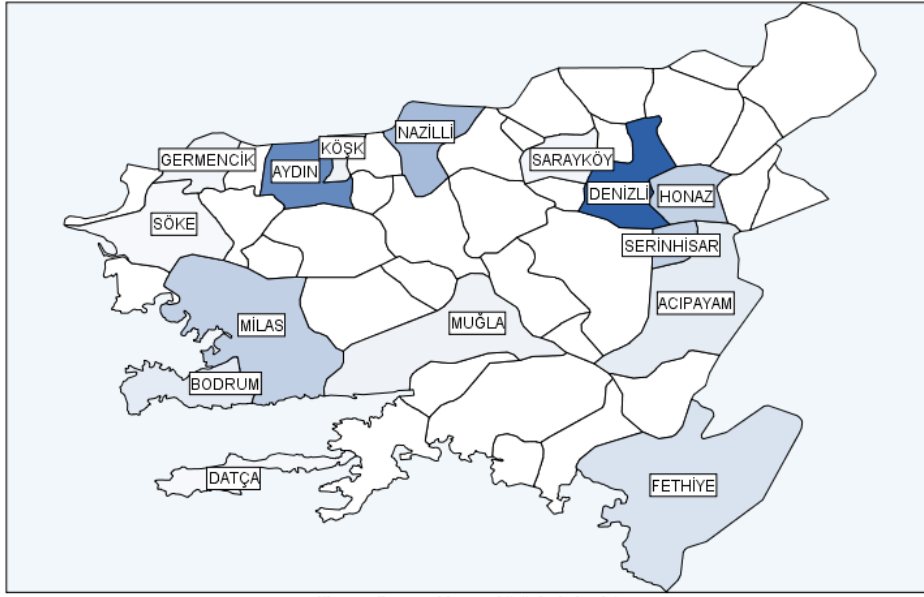 NAZİLLİ
KÖŞK
GERMENCİK
SARAYKÖY
AYDIN
DENİZLİ
HONAZ
SÖKE
SERİNHİSAR
ACIPAYAM
MİLAS
MUĞLA
BODRUM
DATÇA
FETHİYE